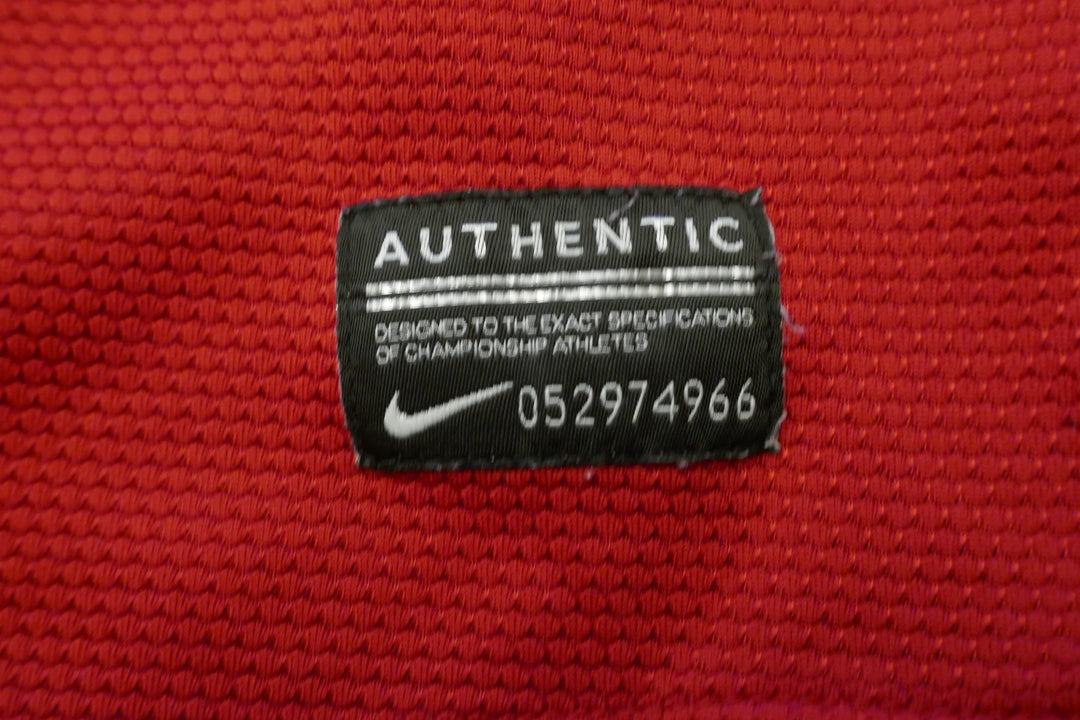 AUTHENTIC
DESIGNED TO THE EXACT SPECIFICATIONS
OF CHAMPIONSHIP ATHLETES
052974966